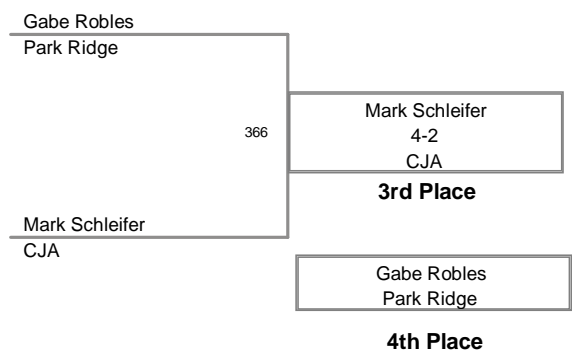 Gabe Robles
Park Ridge
366
Mark Schleifer
4-2
CJA
3rd Place
Mark Schleifer
CJA
Gabe Robles
Park Ridge
4th Place